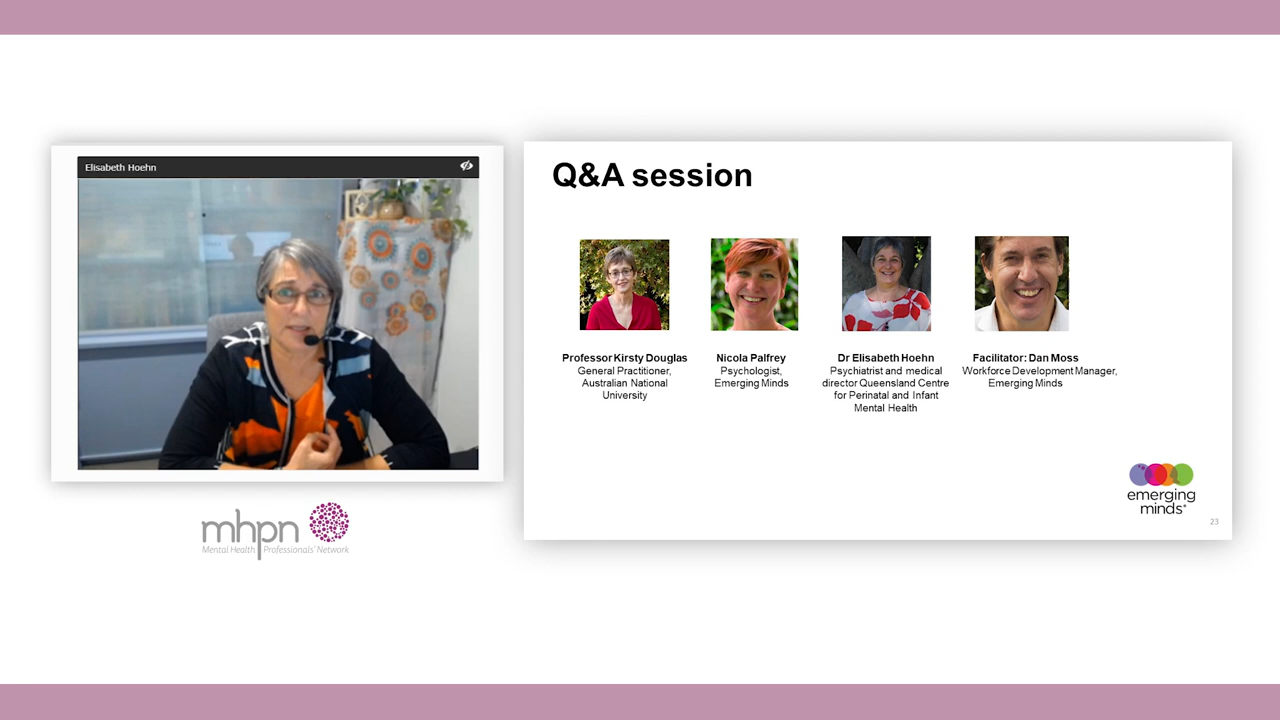 Elisabeth Hoehn
mhpn
Mental Health Professionals' Network
Q&A session
Professor Kirsty Douglas
General Practitioner,
Australian National
University
Nicola Palfrey
Psychologist,
Emerging Minds
Dr Elisabeth Hoehn
Psychiatrist and medical
director Queensland Centre
for Perinatal and Infant
Mental Health
Facilitator: Dan Moss
Workforce Development Manager,
Emerging Minds
emerging
minds
23